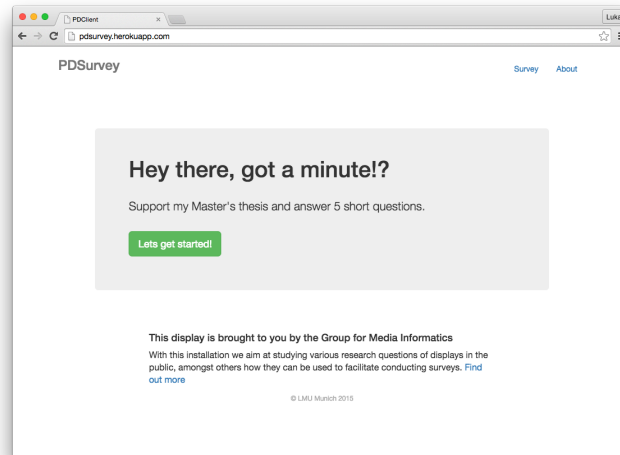 PDClient
Luka
pdsurvey.herokuapp.com
PDSurvey
Survey About
Hey there, got a minute!?
Support my Master's thesis and answer 5 short questions.
Lets get started!
This display is brought to you by the Group for Media Informatics
With this installation we aim at studying various research questions of displays in the
public, amongst others how they can be used to facilitate conducting surveys. Find
out more
© LMU Munich 2015